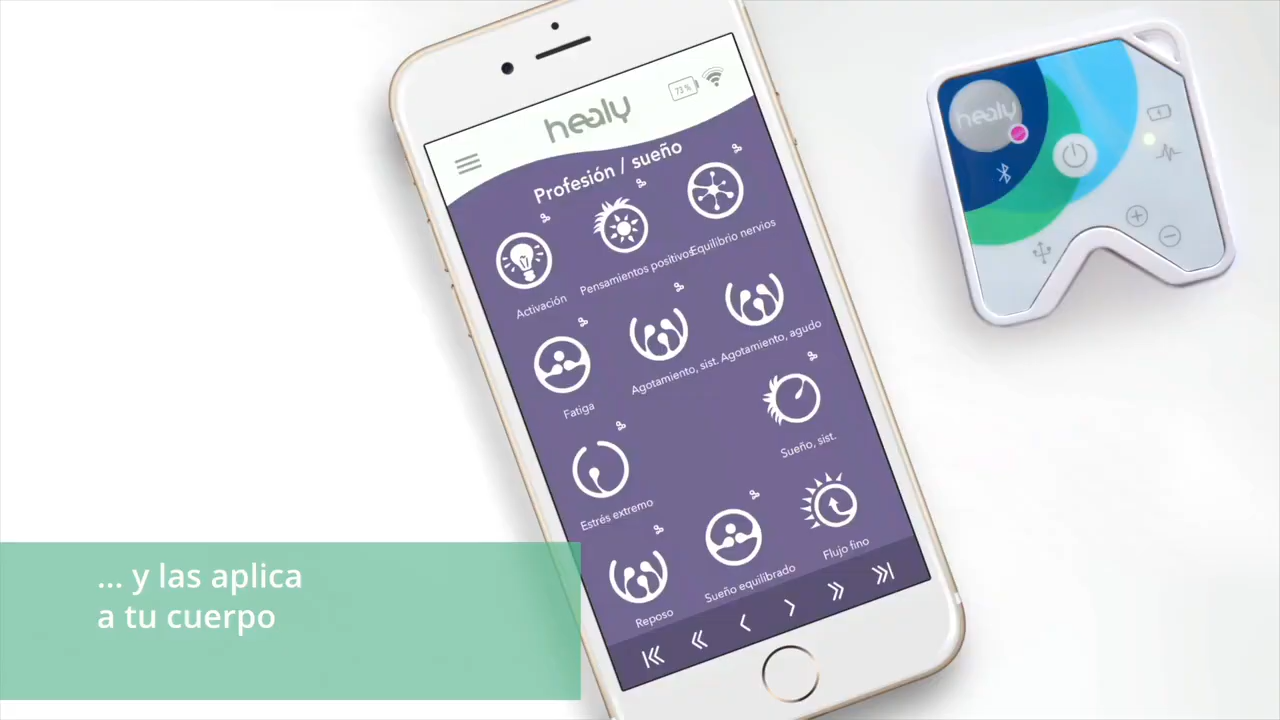 healy
73 %
Profesión / sueño
Activación
Pensamientos positivos
Equilibrio nervios
Fatiga
Agotamiento, sist.
Agotamiento, agudo
Estrés extremo
Sueño, sist.
Reposo
Sueño equilibrado
Flujo fino
healy
... y las aplica
a tu cuerpo